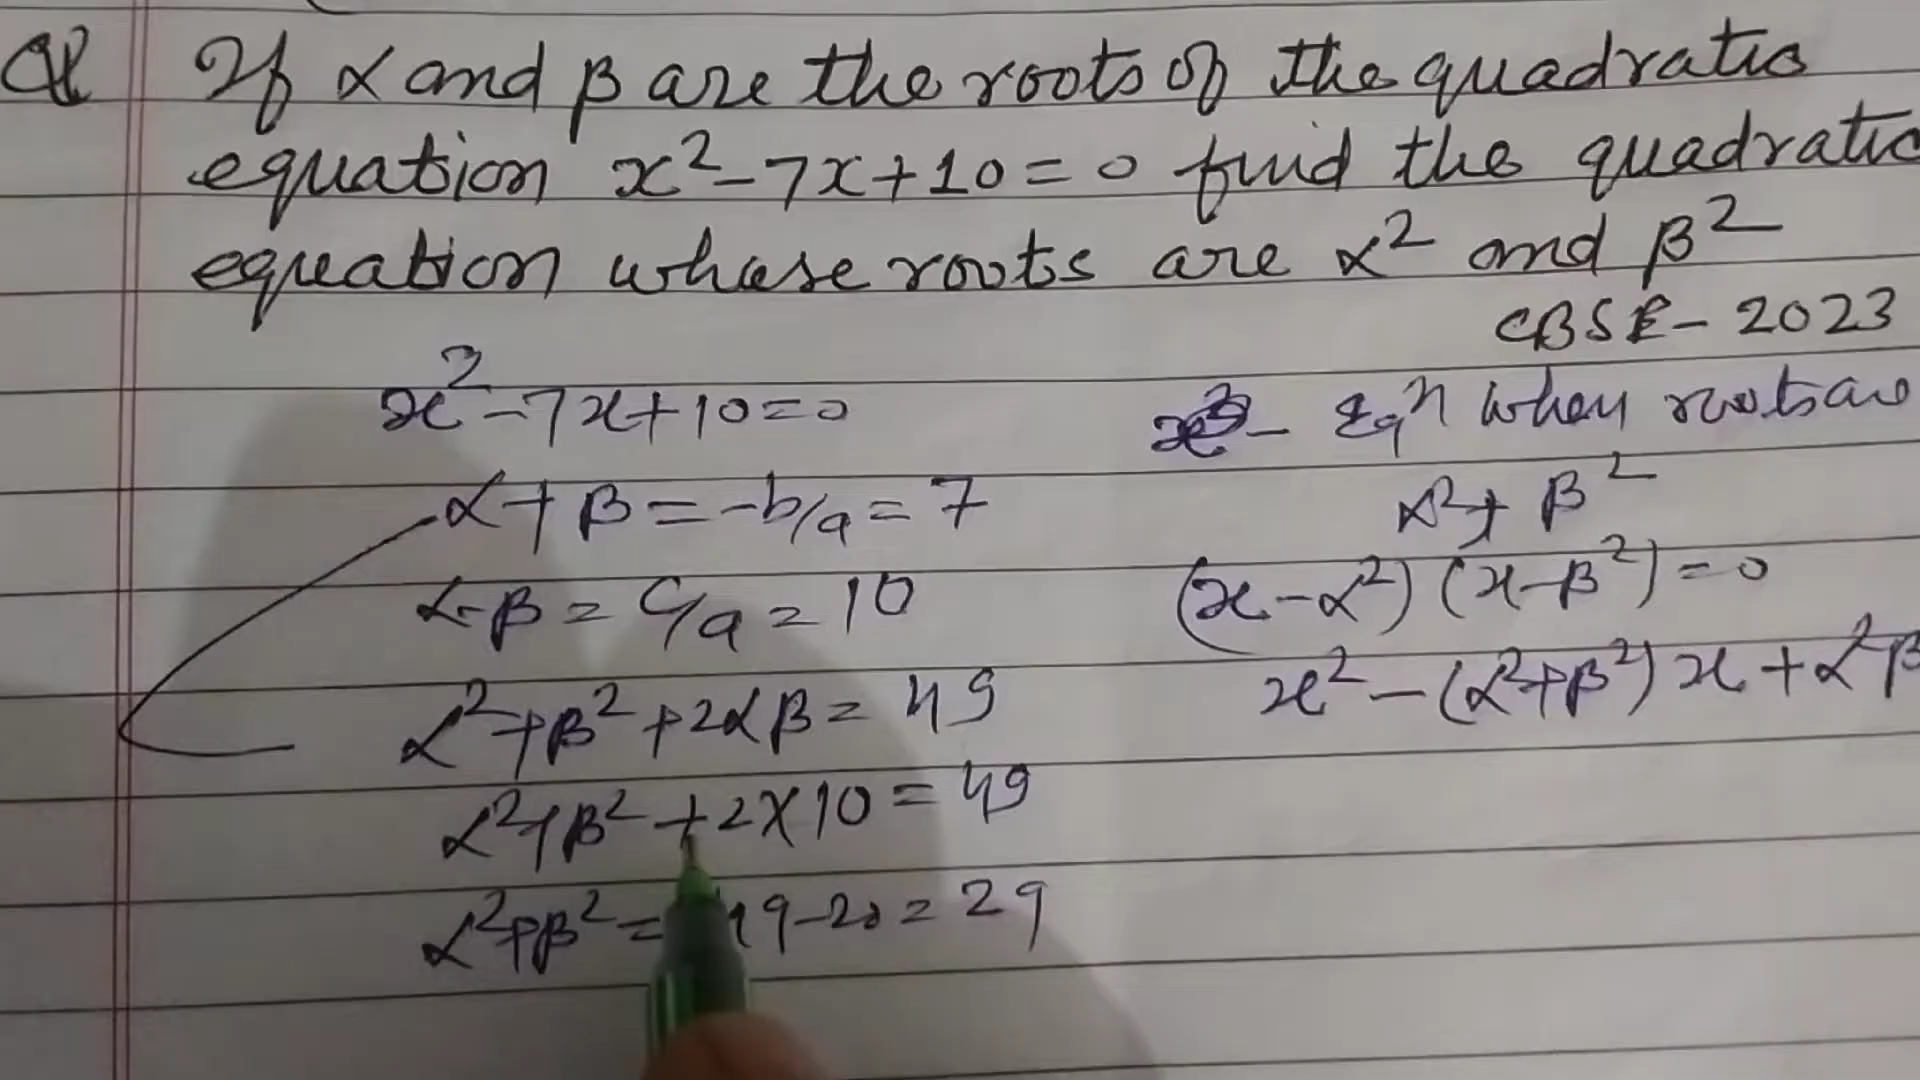 Q If α and β are the roots of the quadratic
equation x²-7x+10=0 find the quadratic
equation whose roots are α² and β²
CBSE-2023
x²-7x+10=0
α+β=-b/a=7
α-β=c/a=10
α²+β²+2αβ=49
α²+β²+2×10=49
α²+β²=49-20=29
Eqn when roots are
α²+β²
(x-α²)(x-β²)=0
x²-(α²+β²)x+α²β